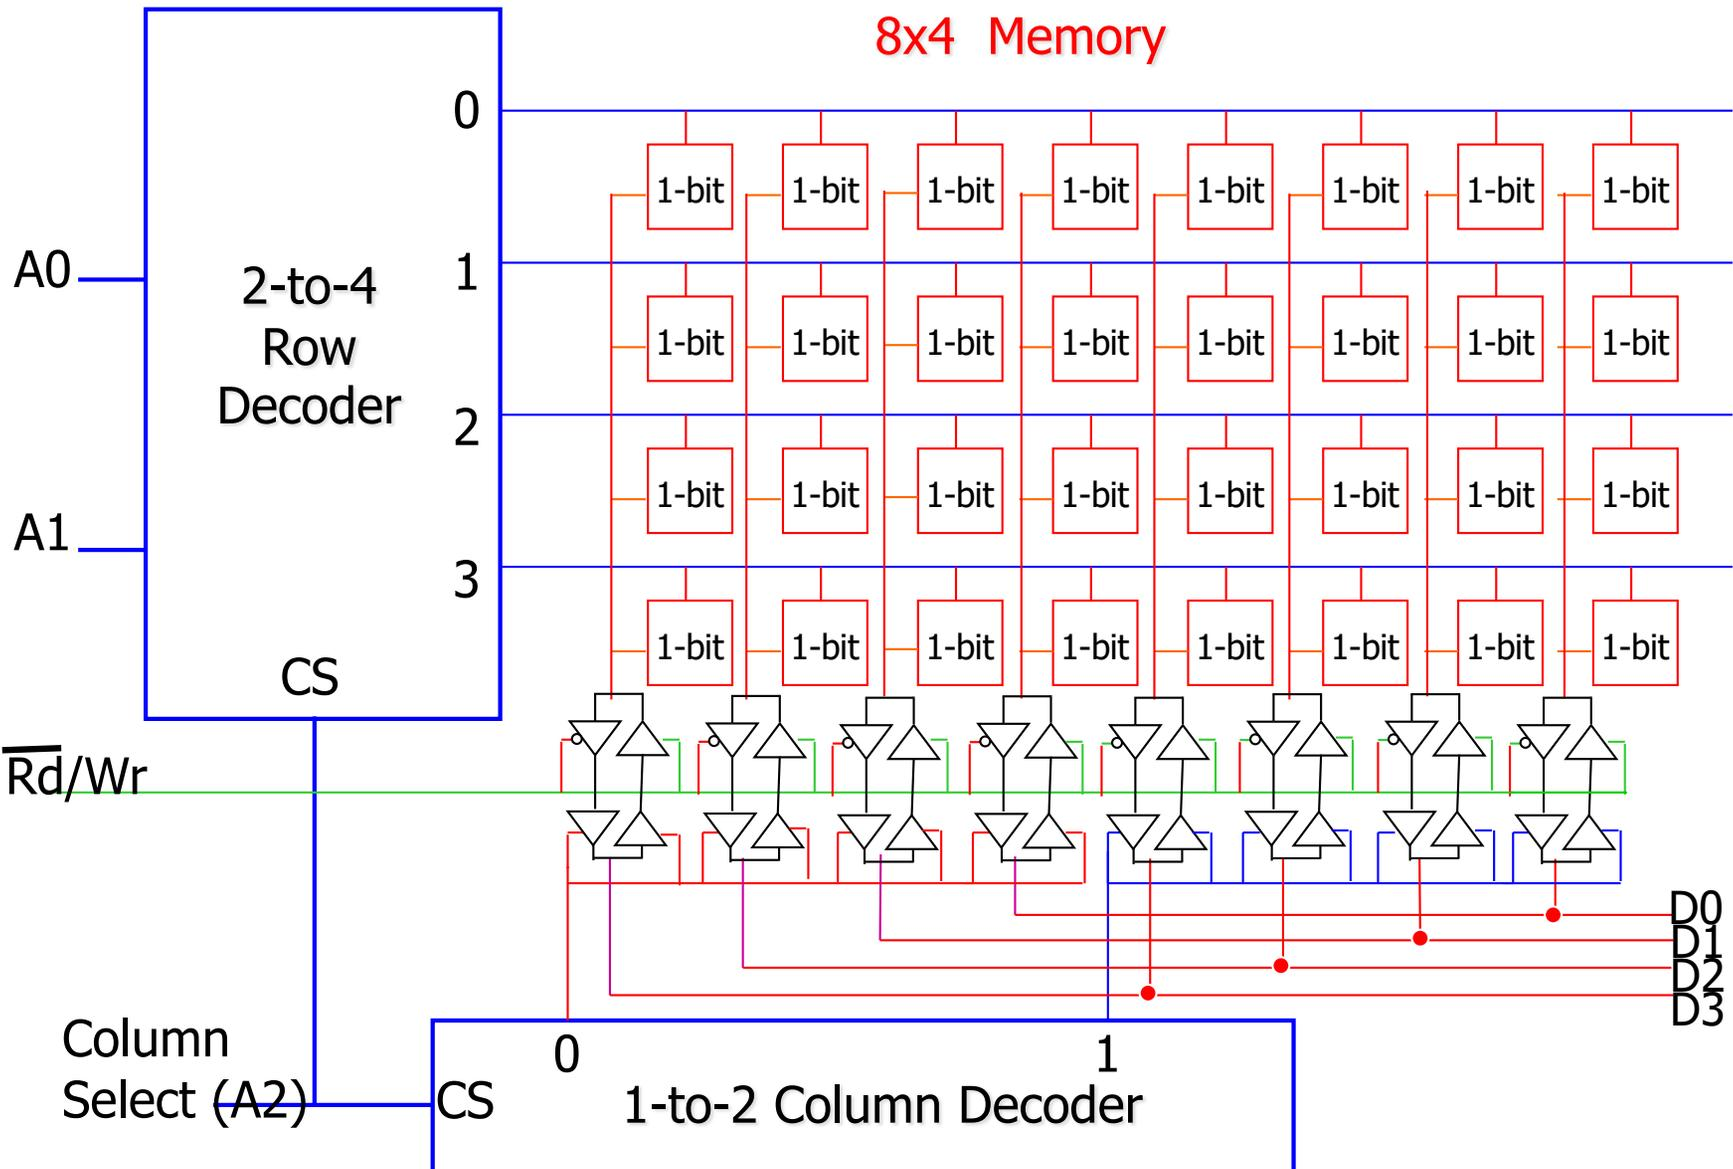 8x4 Memory
0
1-bit 1-bit 1-bit 1-bit 1-bit 1-bit 1-bit 1-bit
A0
1
2-to-4
Row
Decoder
1-bit 1-bit 1-bit 1-bit 1-bit 1-bit 1-bit 1-bit
2
1-bit 1-bit 1-bit 1-bit 1-bit 1-bit 1-bit 1-bit
A1
3
1-bit 1-bit 1-bit 1-bit 1-bit 1-bit 1-bit 1-bit
CS
R̅d̅/Wr
D0
D1
D2
D3
Column
Select (A2)
0 1
CS
1-to-2 Column Decoder